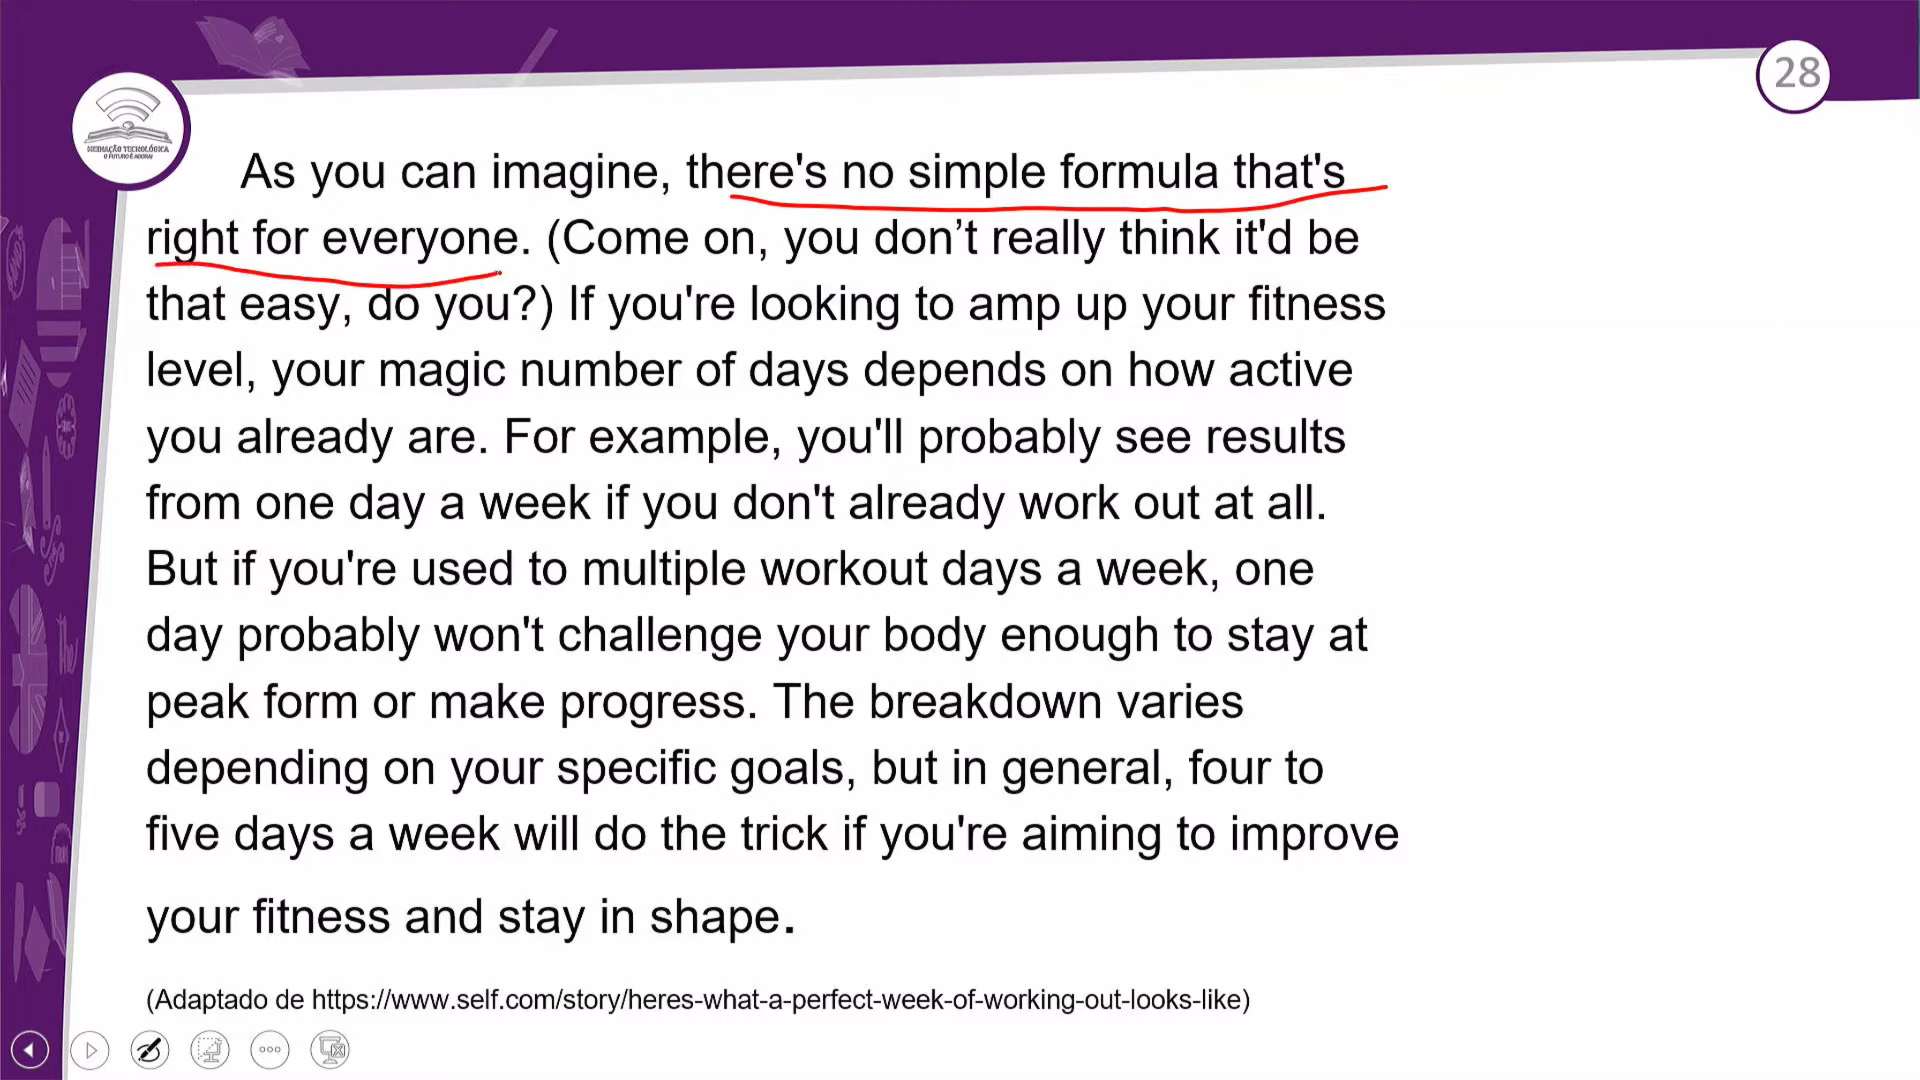 28
MEDIAÇÃO TECNOLÓGICA
O FUTURO É AGORA!
As you can imagine, there's no simple formula that's
right for everyone. (Come on, you don’t really think it'd be
that easy, do you?) If you're looking to amp up your fitness
level, your magic number of days depends on how active
you already are. For example, you'll probably see results
from one day a week if you don't already work out at all.
But if you're used to multiple workout days a week, one
day probably won't challenge your body enough to stay at
peak form or make progress. The breakdown varies
depending on your specific goals, but in general, four to
five days a week will do the trick if you're aiming to improve
your fitness and stay in shape.
(Adaptado de https://www.self.com/story/heres-what-a-perfect-week-of-working-out-looks-like)